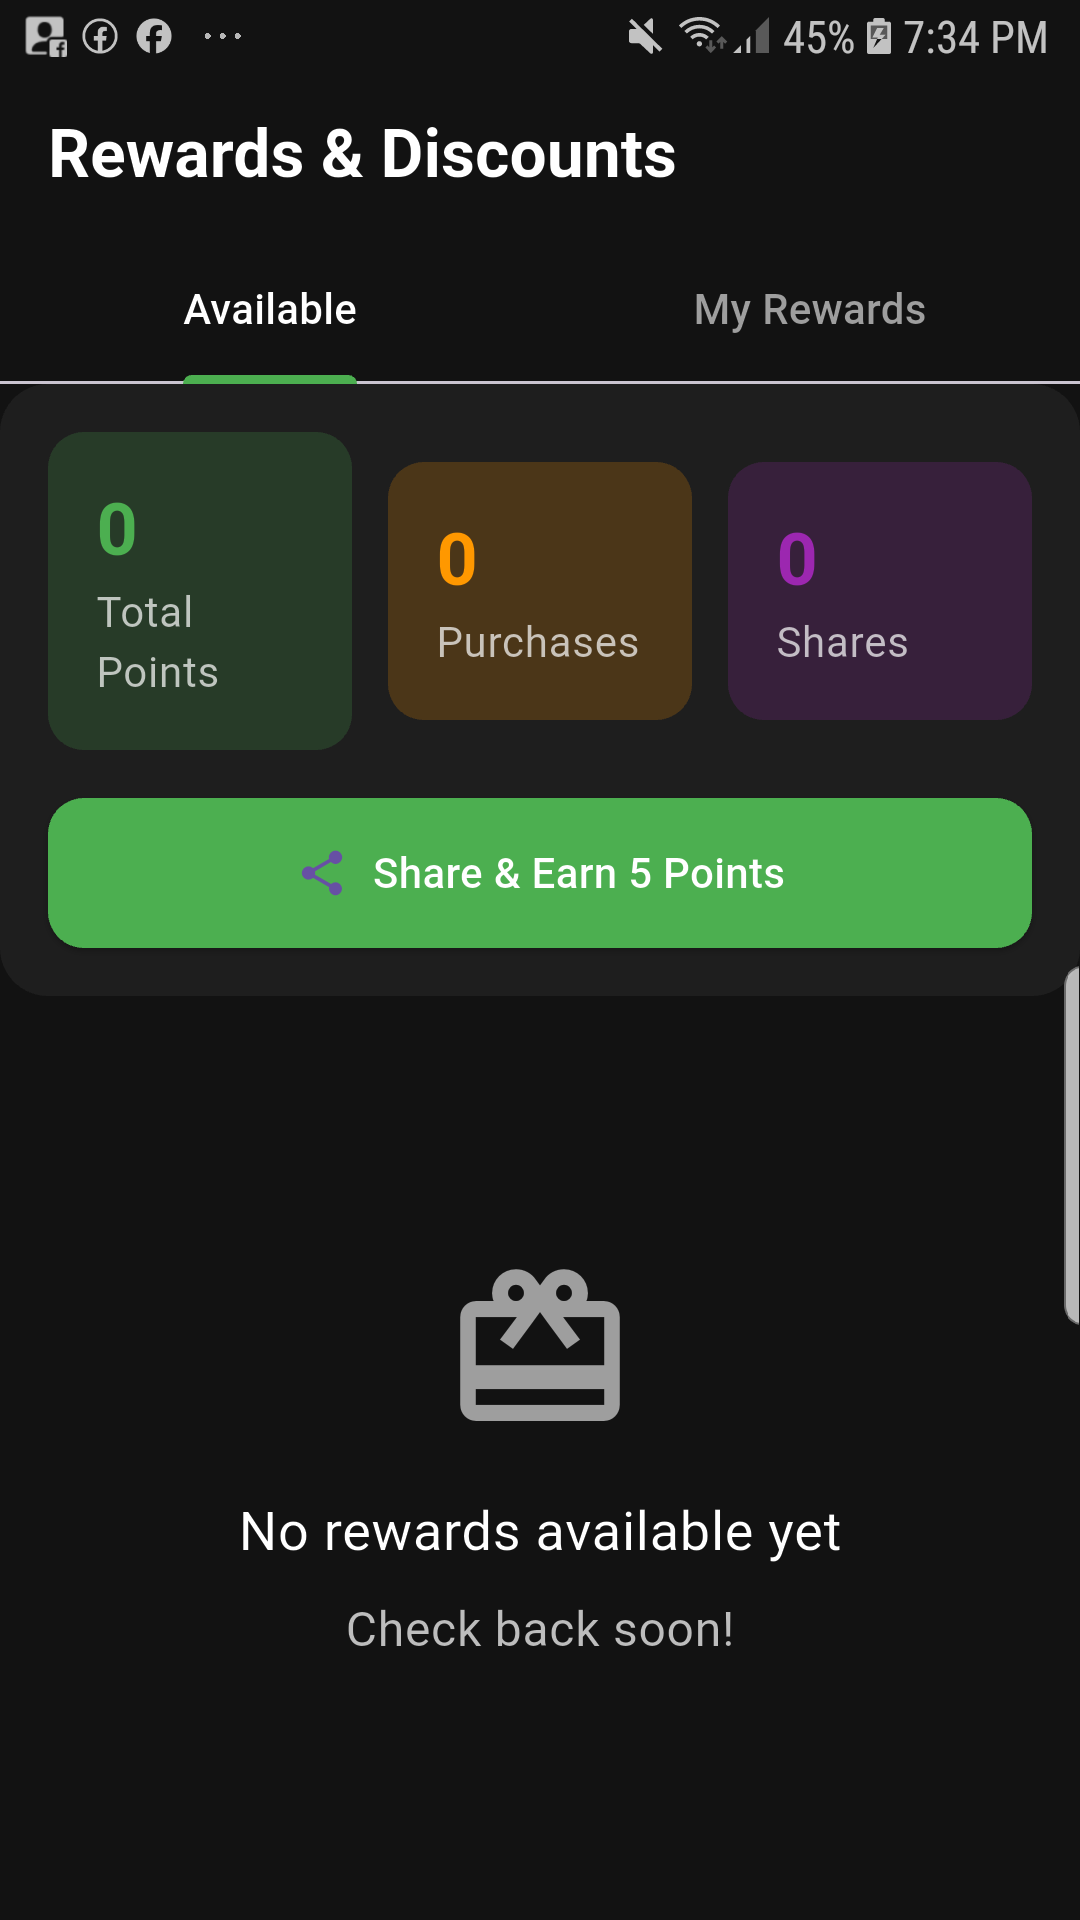 45% 7:34 PM
Rewards & Discounts
Available
My Rewards
0
Total
Points
0
Purchases
0
Shares
Share & Earn 5 Points
No rewards available yet
Check back soon!